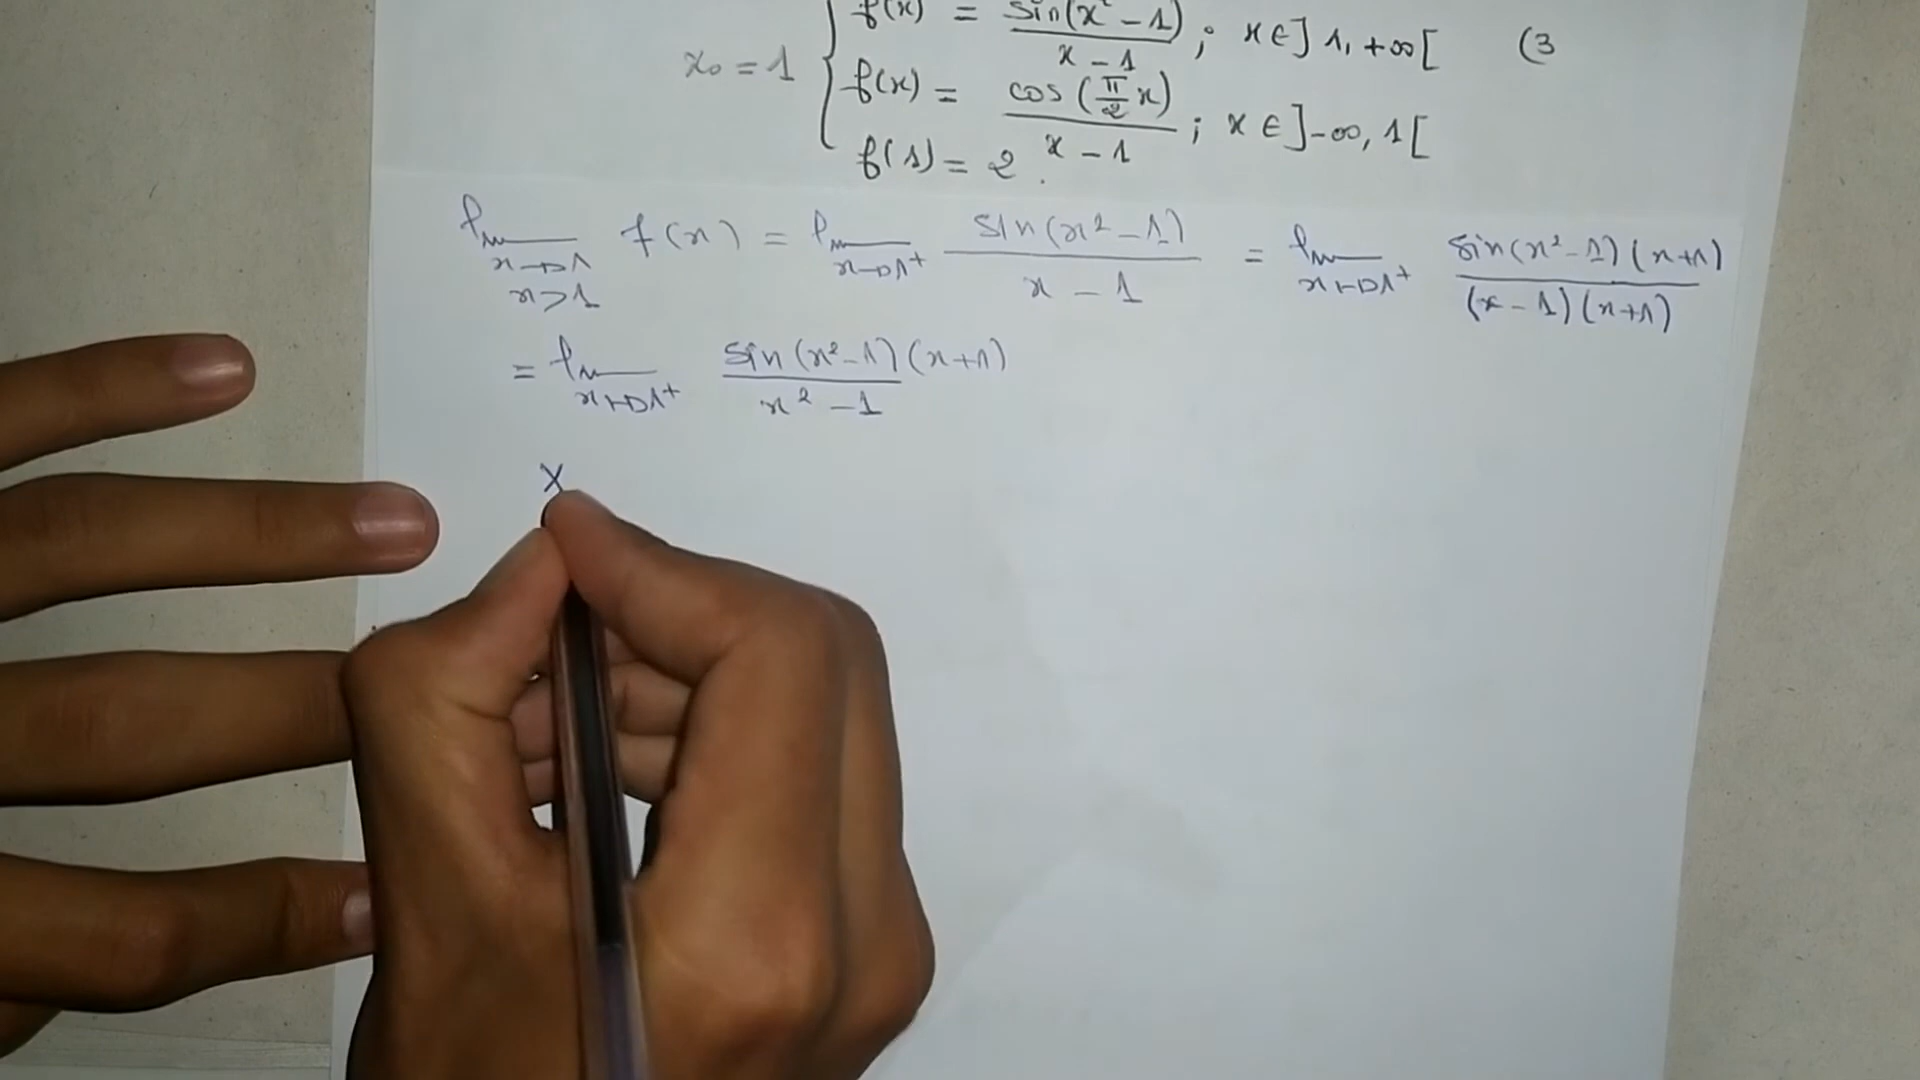 f(x) = sin(x² - 1) / x - 1 ; x ∈ ]1, +∞[ (3
x₀ = 1
f(x) = cos(π/2 x) / x - 1 ; x ∈ ]-∞, 1[
f(1) = 2.
lim x→1 x>1 f(x) = lim x→1⁺ sin(x² - 1) / x - 1 = lim x→1⁺ sin(x² - 1)(x+1) / (x - 1)(x+1)
= lim x→1⁺ sin(x² - 1)(x+1) / x² - 1
X